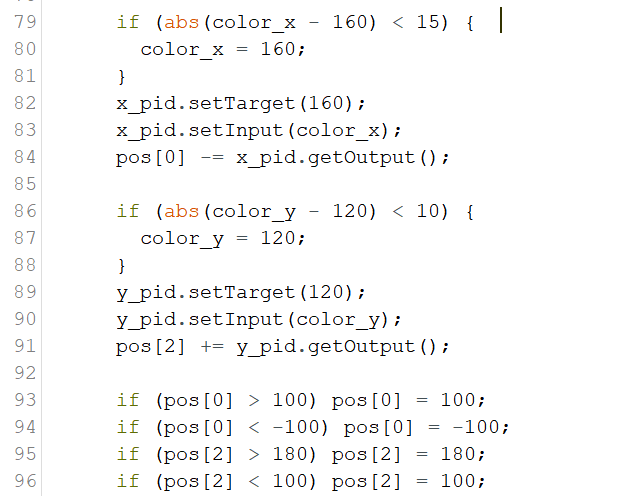 79 if (abs(color_x - 160) < 15) {
80 color_x = 160;
81 }
82 x_pid.setTarget(160);
83 x_pid.setInput(color_x);
84 pos[0] -= x_pid.getOutput();
85
86 if (abs(color_y - 120) < 10) {
87 color_y = 120;
88 }
89 y_pid.setTarget(120);
90 y_pid.setInput(color_y);
91 pos[2] += y_pid.getOutput();
92
93 if (pos[0] > 100) pos[0] = 100;
94 if (pos[0] < -100) pos[0] = -100;
95 if (pos[2] > 180) pos[2] = 180;
96 if (pos[2] < 100) pos[2] = 100;